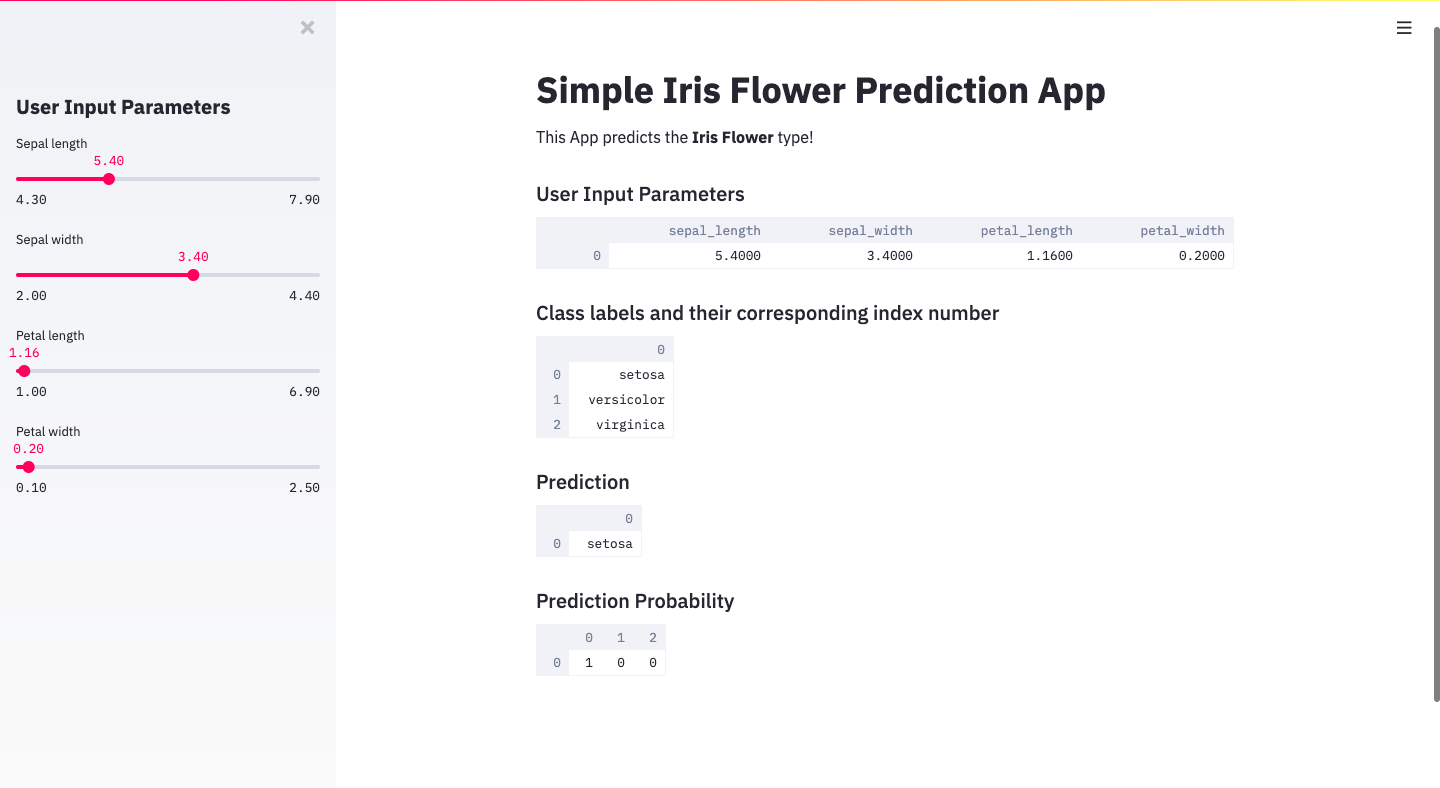 User Input Parameters
Sepal length
5.40
4.30 7.90
Sepal width
3.40
2.00 4.40
Petal length
1.16
1.00 6.90
Petal width
0.20
0.10 2.50
Simple Iris Flower Prediction App
This App predicts the Iris Flower type!
User Input Parameters
sepal_length sepal_width petal_length petal_width
0 5.4000 3.4000 1.1600 0.2000
Class labels and their corresponding index number
0
0 setosa
1 versicolor
2 virginica
Prediction
0
0 setosa
Prediction Probability
0 1 2
0 1 0 0